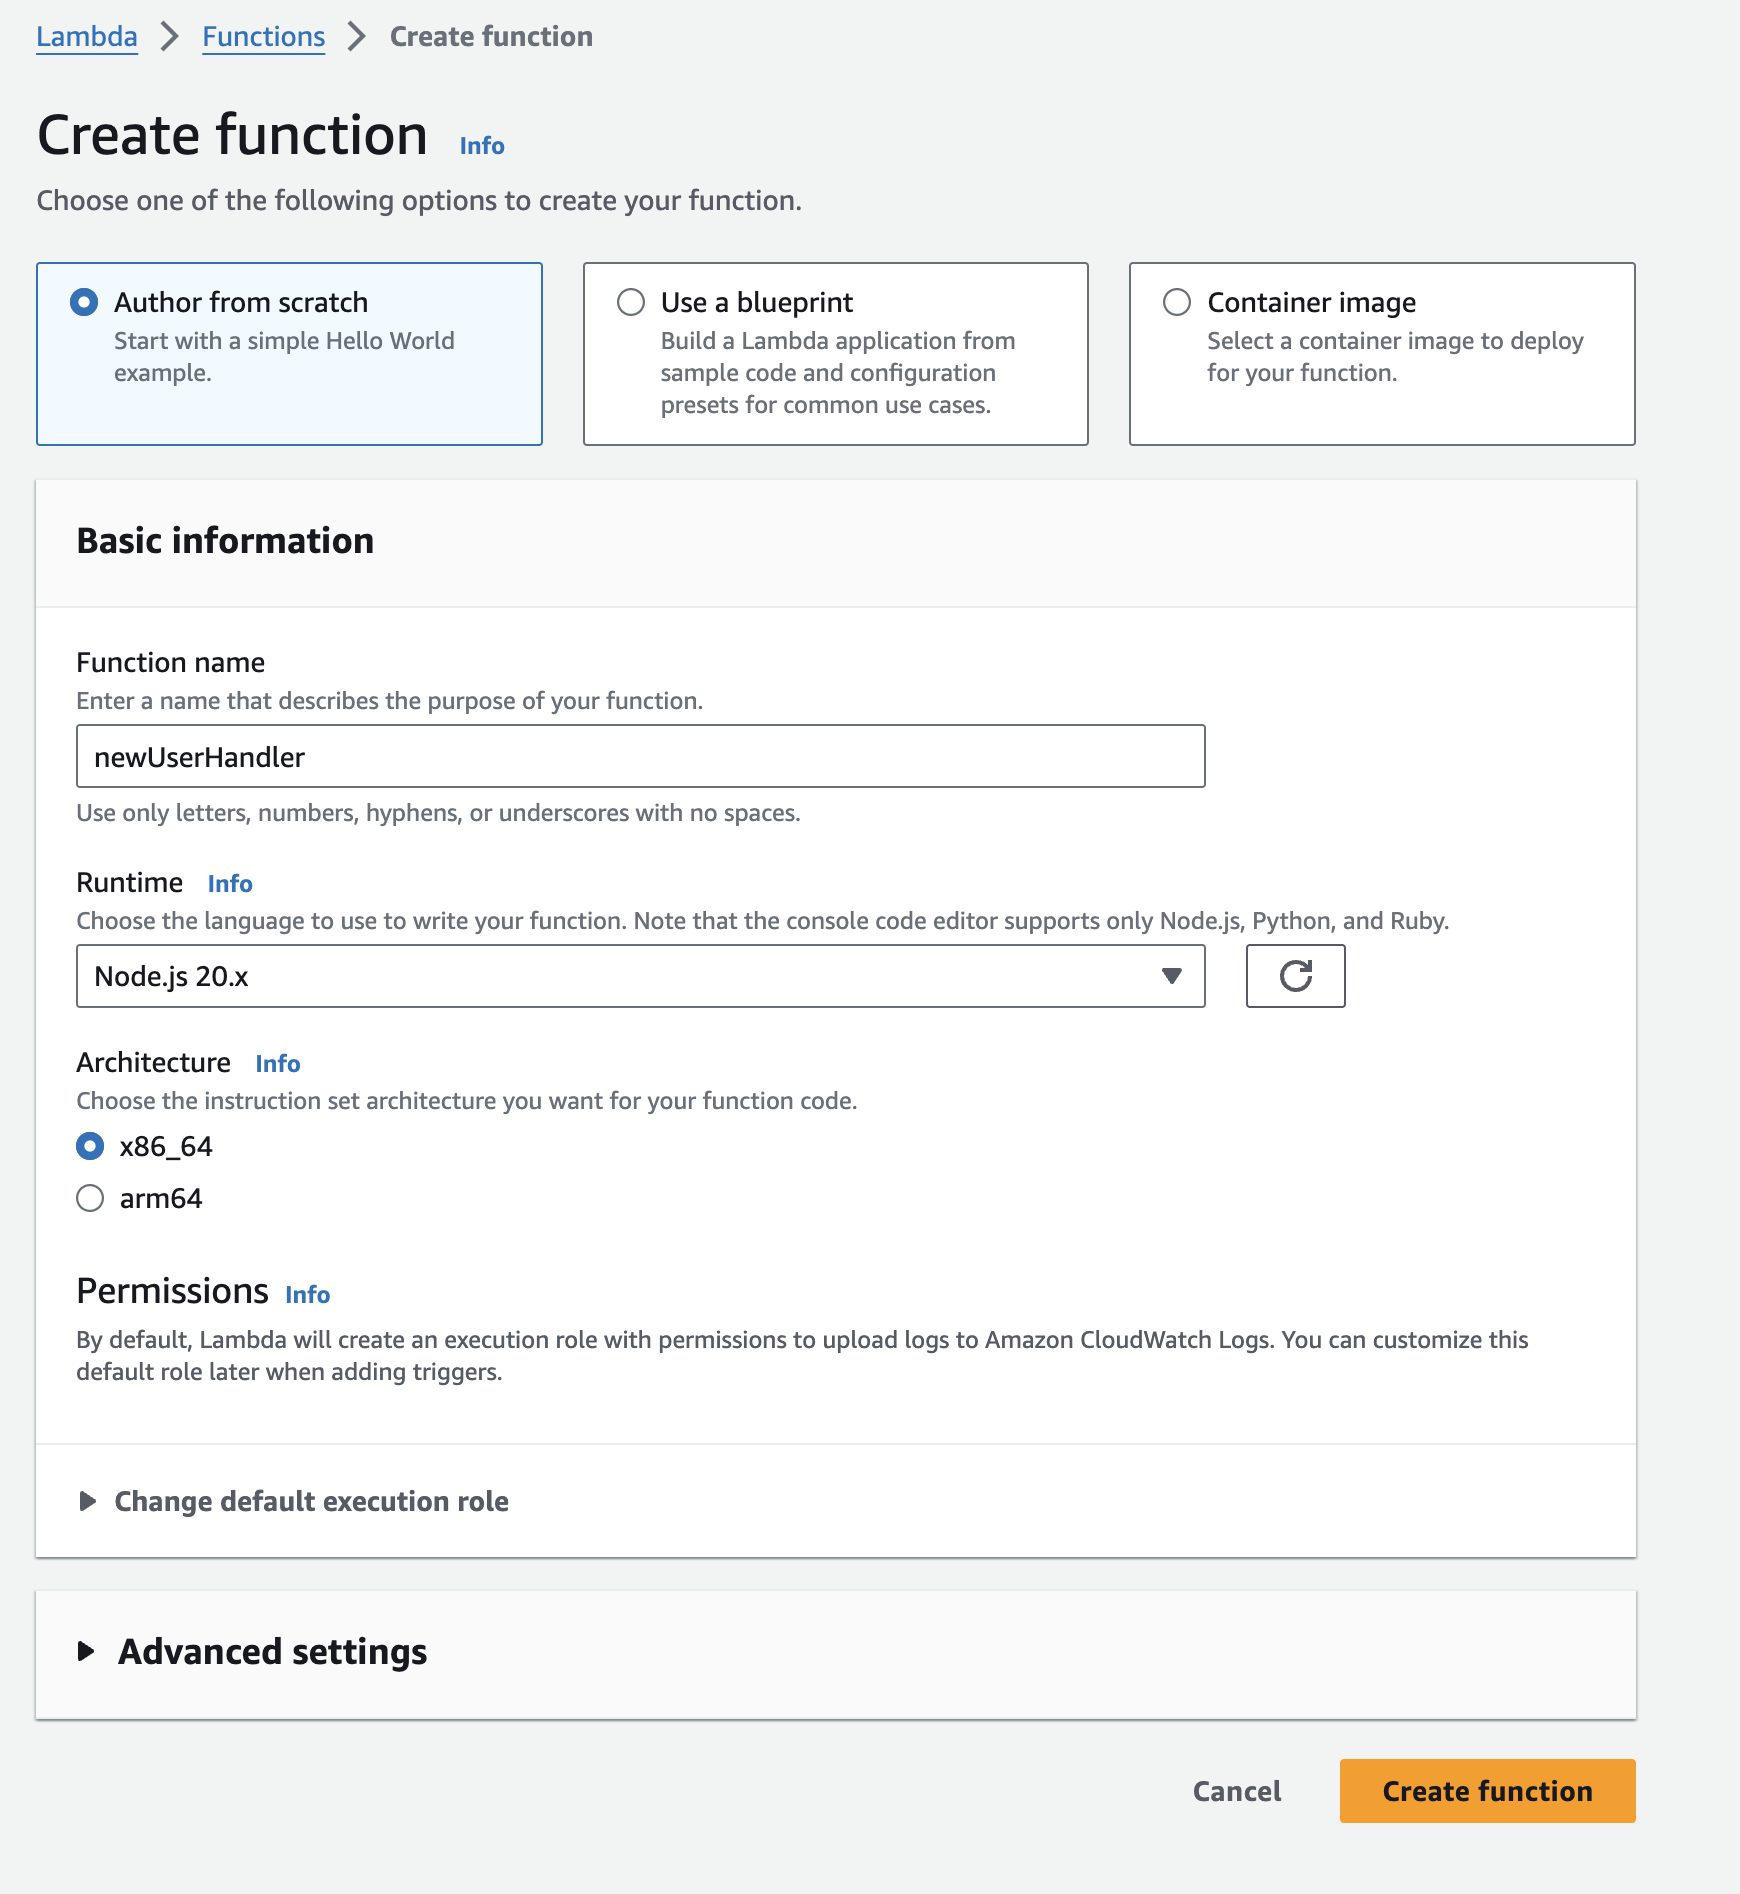 Lambda > Functions > Create function
Create function Info
Choose one of the following options to create your function.
Author from scratch
Start with a simple Hello World
example.
Use a blueprint
Build a Lambda application from
sample code and configuration
presets for common use cases.
Container image
Select a container image to deploy
for your function.
Basic information
Function name
Enter a name that describes the purpose of your function.
newUserHandler
Use only letters, numbers, hyphens, or underscores with no spaces.
Runtime Info
Choose the language to use to write your function. Note that the console code editor supports only Node.js, Python, and Ruby.
Node.js 20.x
Architecture Info
Choose the instruction set architecture you want for your function code.
x86_64
arm64
Permissions Info
By default, Lambda will create an execution role with permissions to upload logs to Amazon CloudWatch Logs. You can customize this
default role later when adding triggers.
Change default execution role
Advanced settings
Cancel
Create function